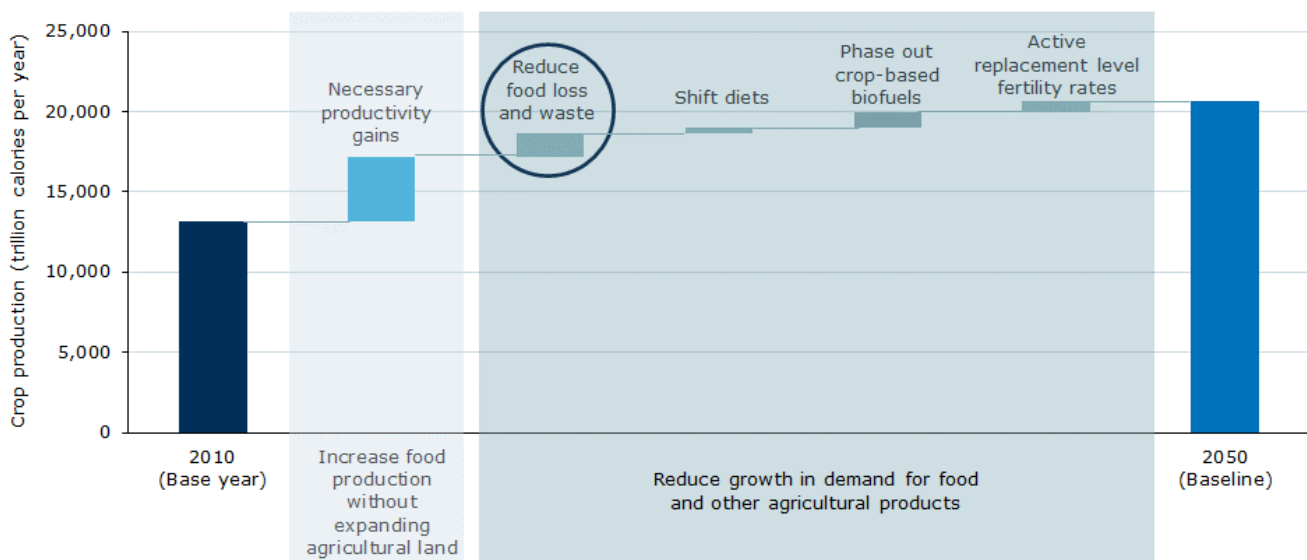 Crop production (trillion calories per year)
25,000
20,000
15,000
10,000
5,000
0
Necessary
productivity
gains
Reduce
food loss
and waste
Shift diets
Phase out
crop-based
biofuels
Active
replacement level
fertility rates
2010
(Base year)
Increase food
production
without
expanding
agricultural land
Reduce growth in demand for food
and other agricultural products
2050
(Baseline)